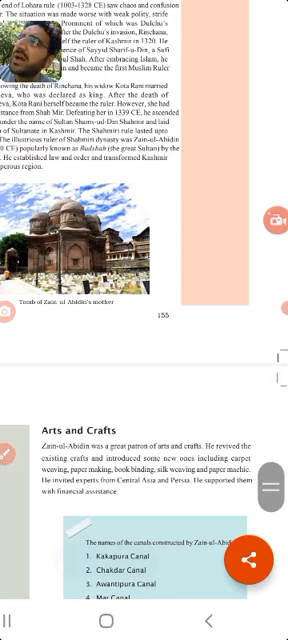 end of Lohara rule (1003-1328 CE) saw chaos and confusion
r. The situation was made worse with weak polity, strife
Prominent of which was Dulcha's
fter the Dulcha's invasion, Rinchana,
elf the ruler of Kashmir in 1320. He
ence of Sayyid Sharif-u-Din, a Sufi
ul Shah. After embracing Islam, he
n and became the first Muslim Ruler
owing the death of Rinchana, his widow Kota Rani married
eva, who was declared as king. After the death of
eva, Kota Rani herself became the ruler. However, she had
istance from Shah Mir. Defeating her in 1339 CE, he ascended
under the name of Sultan Shams-ul-Din Shahmir and laid
of Sultanate in Kashmir. The Shahmiri rule lasted upto
The illustrious ruler of Shahmiri dynasty was Zain-ul-Abidin
0 CE) popularly known as Budshah (the great Sultan) by the
. He established law and order and transformed Kashmir
perous region.
Tomb of Zain ul Abidin's mother
155
Arts and Crafts
Zain-ul-Abidin was a great patron of arts and crafts. He revived the
existing crafts and introduced some new ones including carpet
weaving, paper making, book binding, silk weaving and paper machie.
He invited experts from Central Asia and Persia. He supported them
with financial assistance.
The names of the canals constructed by Zain-ul-Abidi
1. Kakapura Canal
2. Chakdar Canal
3. Awantipura Canal
4. Mar Canal